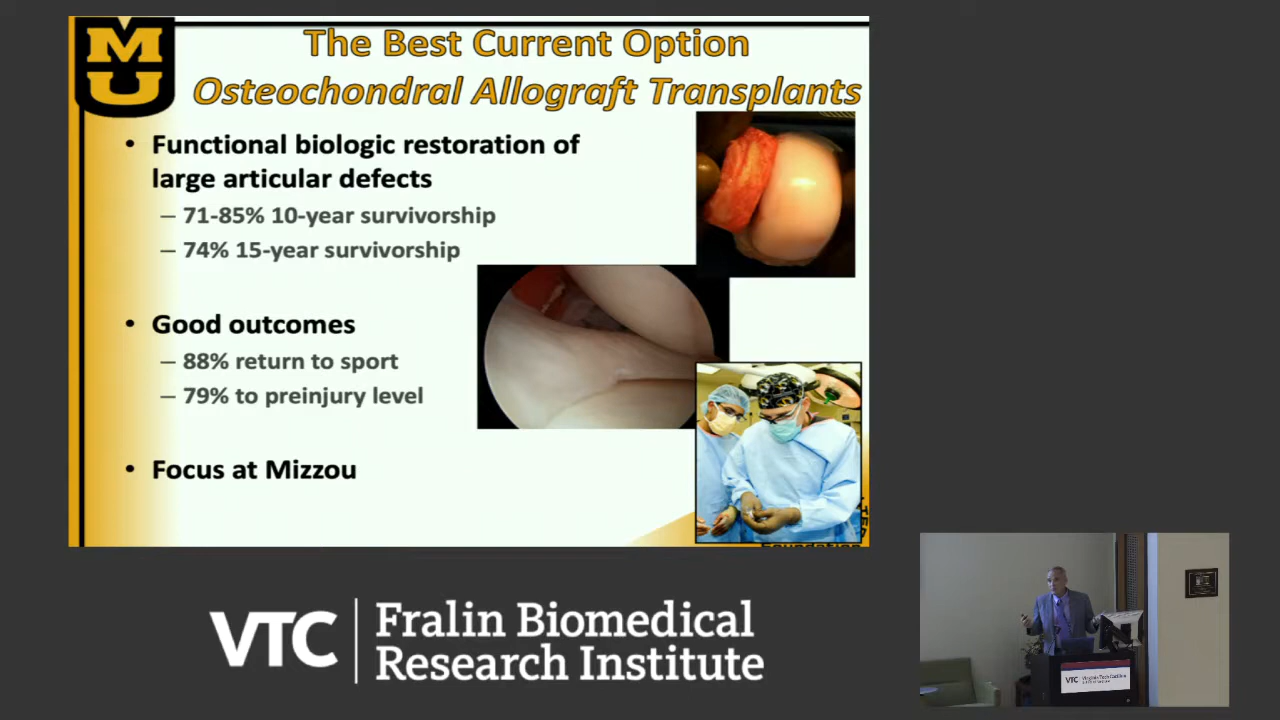 MU
The Best Current Option
Osteochondral Allograft Transplants
• Functional biologic restoration of
large articular defects
– 71-85% 10-year survivorship
– 74% 15-year survivorship
• Good outcomes
– 88% return to sport
– 79% to preinjury level
• Focus at Mizzou
VTC
Fralin Biomedical
Research Institute
VTC